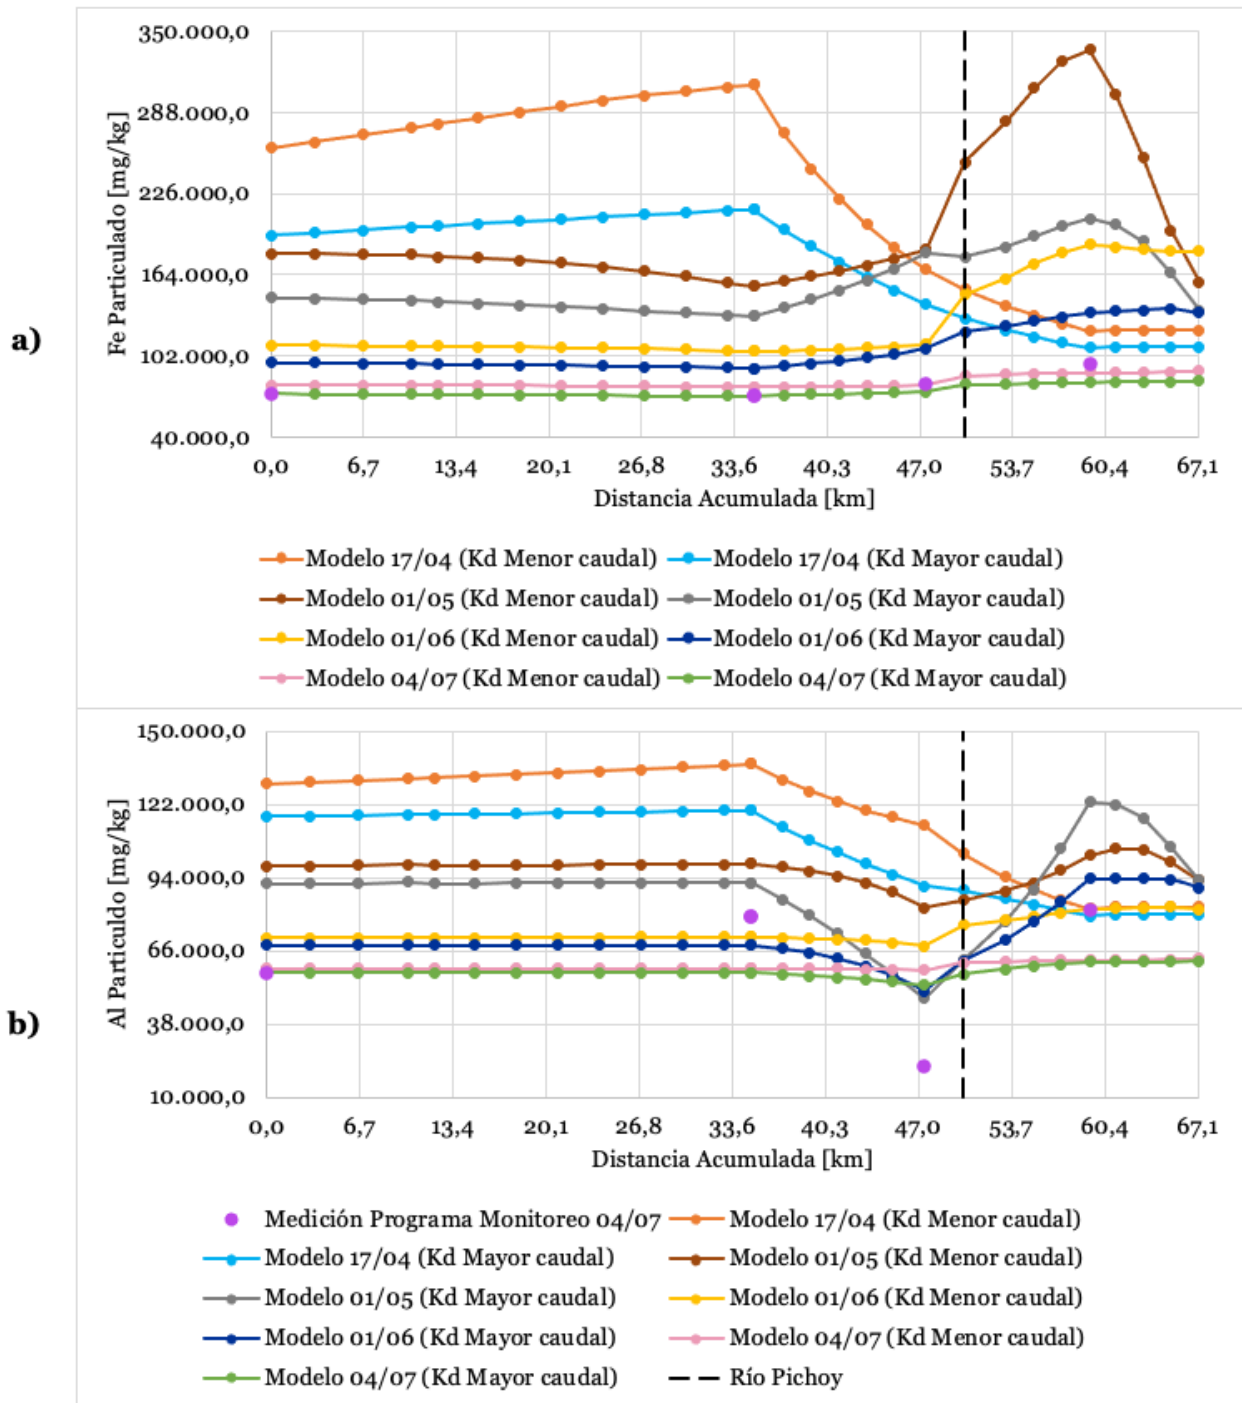 a)
Fe Particulado [mg/kg]
350.000,0
288.000,0
226.000,0
164.000,0
102.000,0
40.000,0
0,0 6,7 13,4 20,1 26,8 33,6 40,3 47,0 53,7 60,4 67,1
Distancia Acumulada [km]
Modelo 17/04 (Kd Menor caudal) Modelo 17/04 (Kd Mayor caudal)
Modelo 01/05 (Kd Menor caudal) Modelo 01/05 (Kd Mayor caudal)
Modelo 01/06 (Kd Menor caudal) Modelo 01/06 (Kd Mayor caudal)
Modelo 04/07 (Kd Menor caudal) Modelo 04/07 (Kd Mayor caudal)
b)
Al Particuldo [mg/kg]
150.000,0
122.000,0
94.000,0
66.000,0
38.000,0
10.000,0
0,0 6,7 13,4 20,1 26,8 33,6 40,3 47,0 53,7 60,4 67,1
Distancia Acumulada [km]
Medición Programa Monitoreo 04/07 Modelo 17/04 (Kd Menor caudal)
Modelo 17/04 (Kd Mayor caudal) Modelo 01/05 (Kd Menor caudal)
Modelo 01/05 (Kd Mayor caudal) Modelo 01/06 (Kd Menor caudal)
Modelo 01/06 (Kd Mayor caudal) Modelo 04/07 (Kd Menor caudal)
Modelo 04/07 (Kd Mayor caudal) Río Pichoy